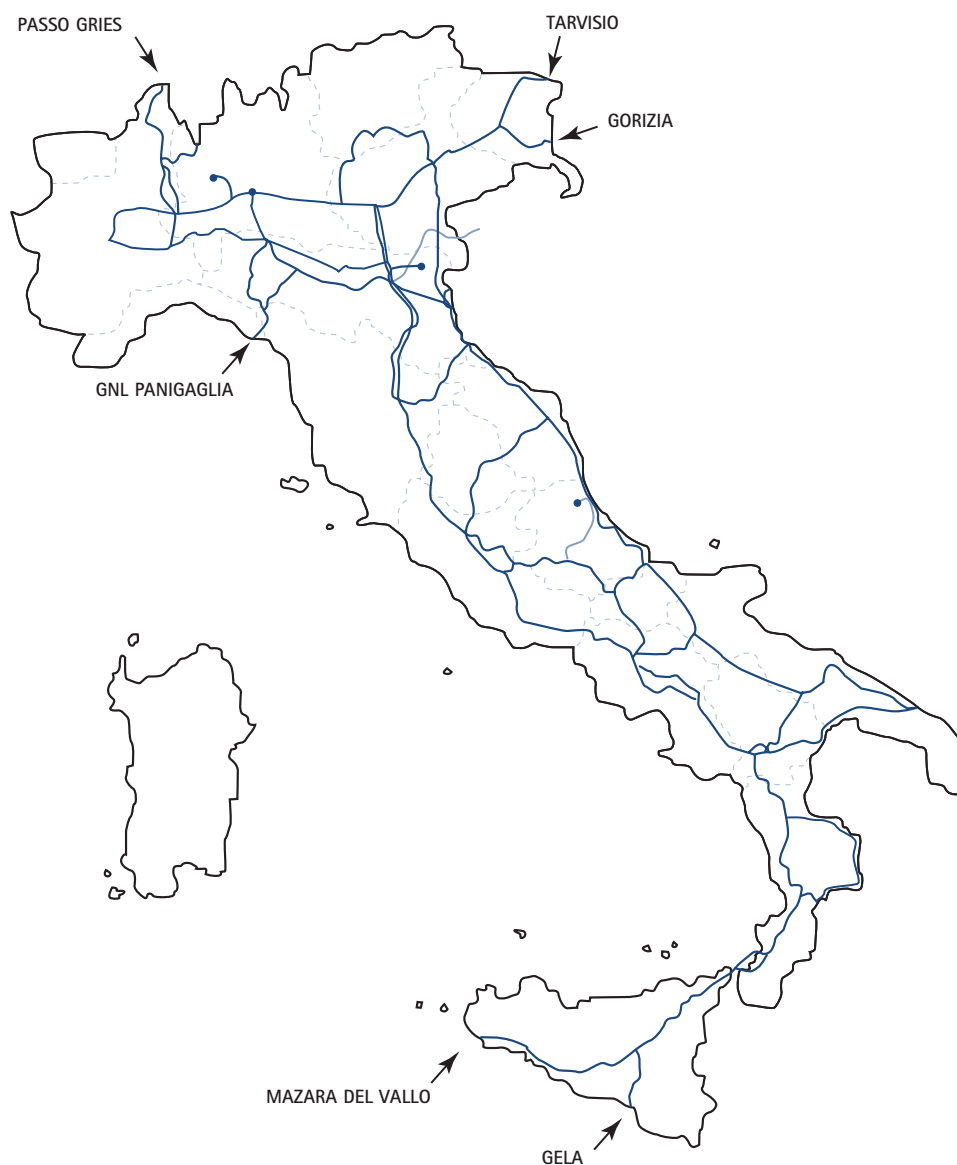 PASSO GRIES
TARVISIO
GORIZIA
GNL PANIGAGLIA
MAZARA DEL VALLO
GELA